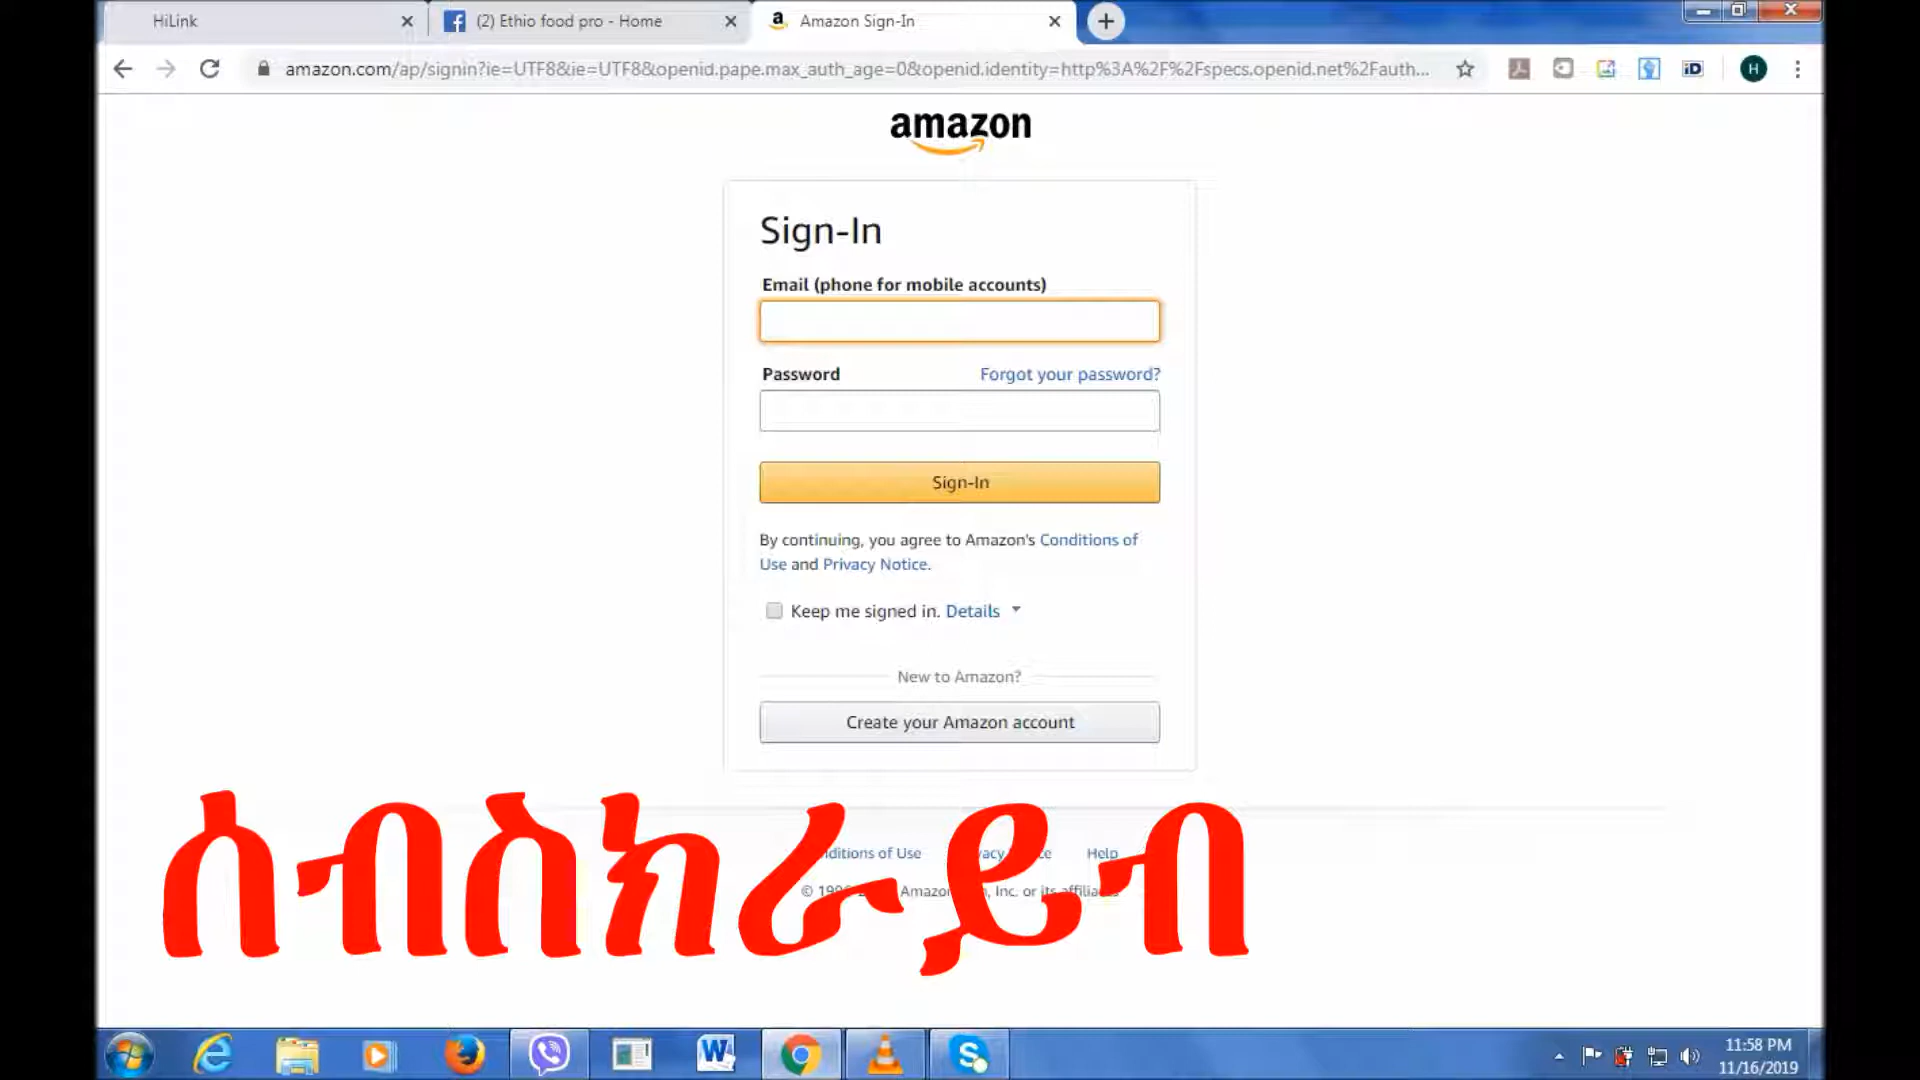 HiLink
(2) Ethio food pro - Home
Amazon Sign-In
amazon.com/ap/signin?ie=UTF8&ie=UTF8&openid.pape.max_auth_age=0&openid.identity=http%3A%2F%2Fspecs.openid.net%2Fauth...
iD
H
amazon
Sign-In
Email (phone for mobile accounts)
Password
Forgot your password?
Sign-In
By continuing, you agree to Amazon's Conditions of
Use and Privacy Notice.
Keep me signed in. Details
New to Amazon?
Create your Amazon account
Help
ሰብስክራይብ
Inc. or its
11:58 PM
11/16/2019